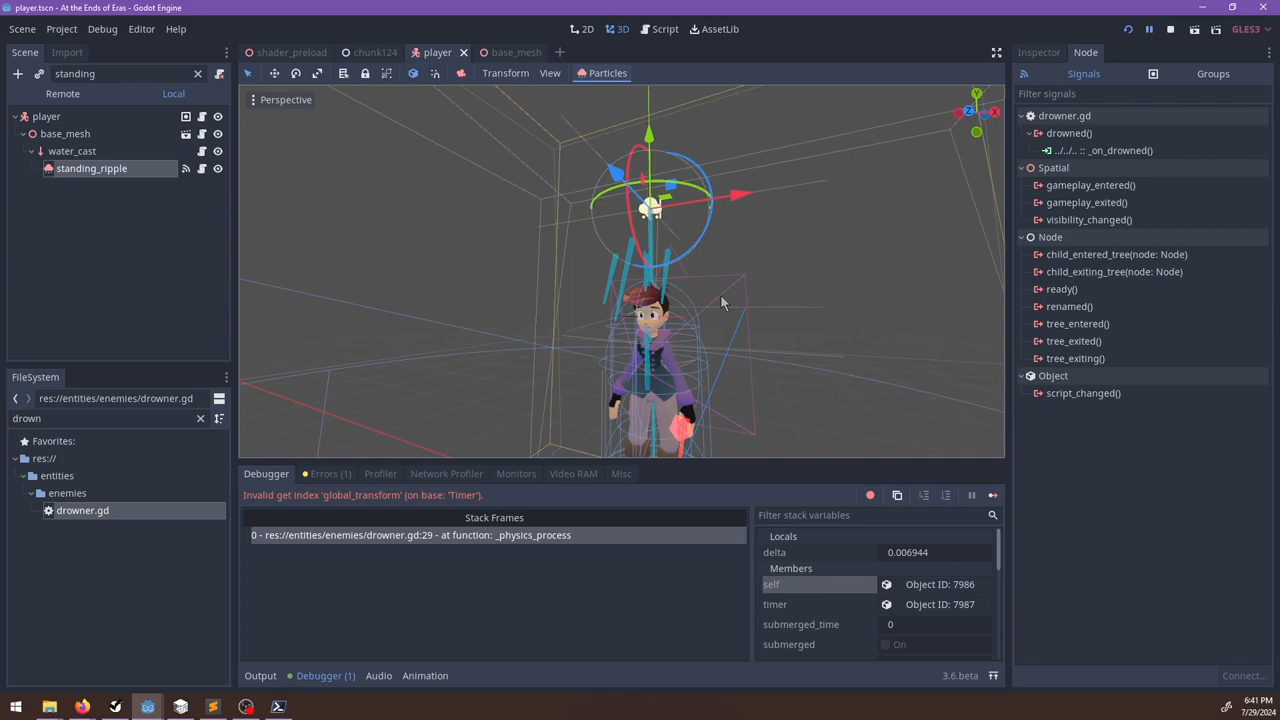 player.tscn - At the Ends of Eras - Godot Engine
Scene Project Debug Editor Help
2D 3D Script AssetLib
GLES3
Scene Import
shader_preload chunk124 player base_mesh
Inspector Node
standing
Transform View Particles
Signals Groups
Remote Local
Filter signals
Perspective
Y
Z
X
player
base_mesh
water_cast
standing_ripple
drowner.gd
drowned()
../../.. :: _on_drowned()
Spatial
gameplay_entered()
gameplay_exited()
visibility_changed()
Node
child_entered_tree(node: Node)
child_exiting_tree(node: Node)
ready()
renamed()
tree_entered()
tree_exited()
tree_exiting()
Object
script_changed()
FileSystem
res://entities/enemies/drowner.gd
drown
Favorites:
res://
entities
enemies
drowner.gd
Debugger Errors (1) Profiler Network Profiler Monitors Video RAM Misc
Invalid get index 'global_transform' (on base: 'Timer').
Stack Frames
0 - res://entities/enemies/drowner.gd:29 - at function: _physics_process
Filter stack variables
Locals
delta 0.006944
Members
self Object ID: 7986
timer Object ID: 7987
submerged_time 0
submerged On
Output Debugger (1) Audio Animation
3.6.beta
Connect...
6:41 PM
7/29/2024